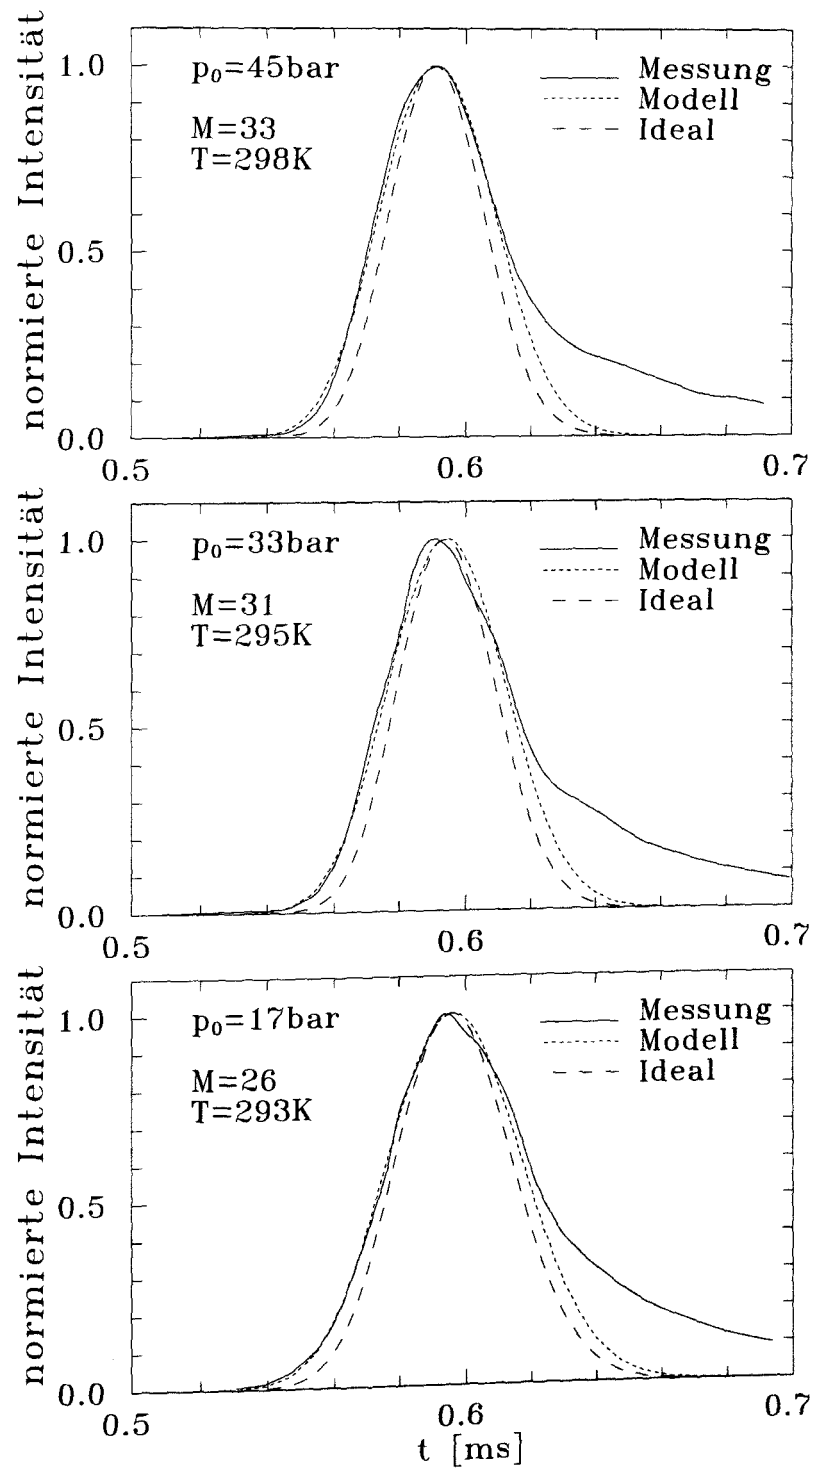 normierte Intensität
1.0
0.5
0.0
p₀=45bar
M=33
T=298K
Messung
Modell
Ideal
0.5 0.6 0.7
normierte Intensität
1.0
0.5
0.0
p₀=33bar
M=31
T=295K
Messung
Modell
Ideal
0.5 0.6 0.7
normierte Intensität
1.0
0.5
0.0
p₀=17bar
M=26
T=293K
Messung
Modell
Ideal
0.5 0.6 0.7
t [ms]